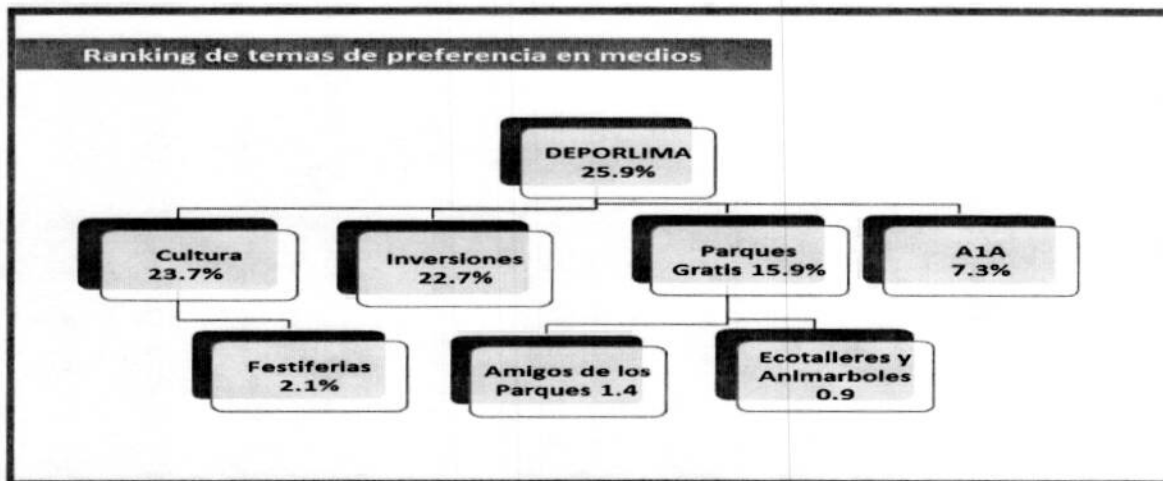 Ranking de temas de preferencia en medios
DEPORLIMA
25.9%
Cultura
23.7%
Inversiones
22.7%
Parques
Gratis 15.9%
A1A
7.3%
Festiferias
2.1%
Amigos de los
Parques 1.4
Ecotalleres y
Animarboles
0.9